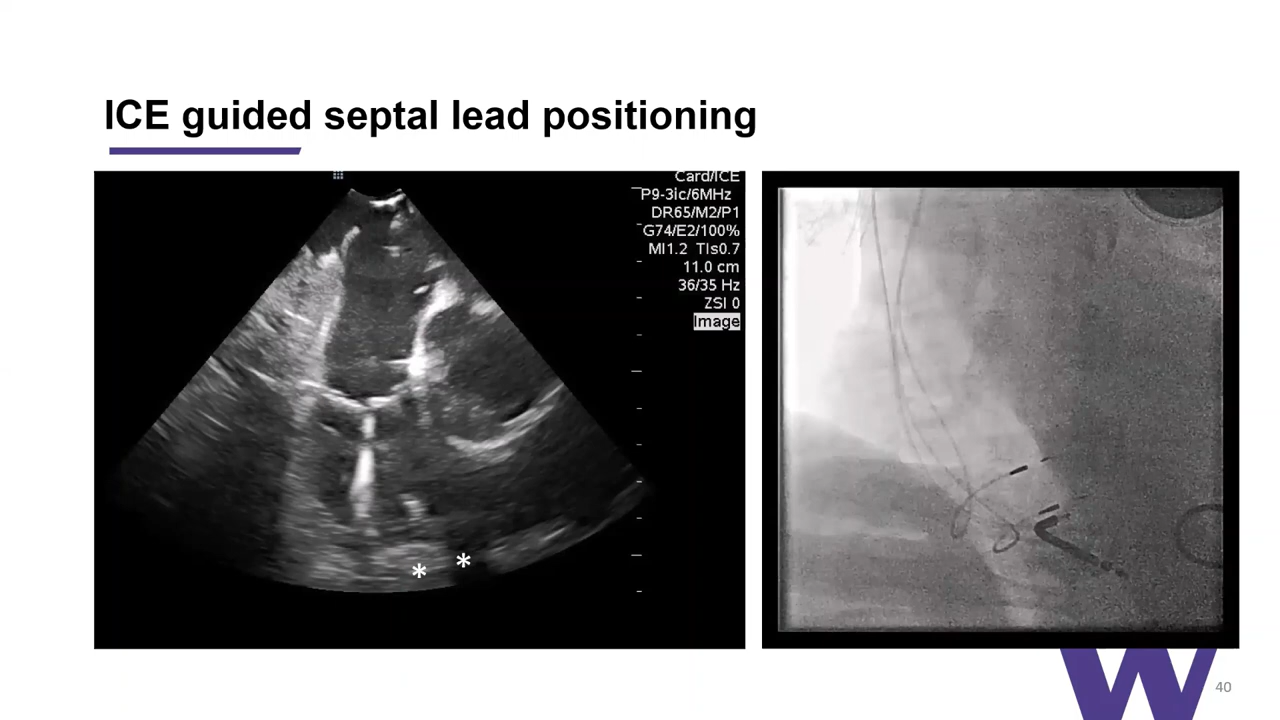 ICE guided septal lead positioning
Card/ICE
P9-3ic/6MHz
DR65/M2/P1
G74/E2/100%
MI1.2 TIs0.7
11.0 cm
36/35 Hz
ZSI 0
Image
*
*
W
40